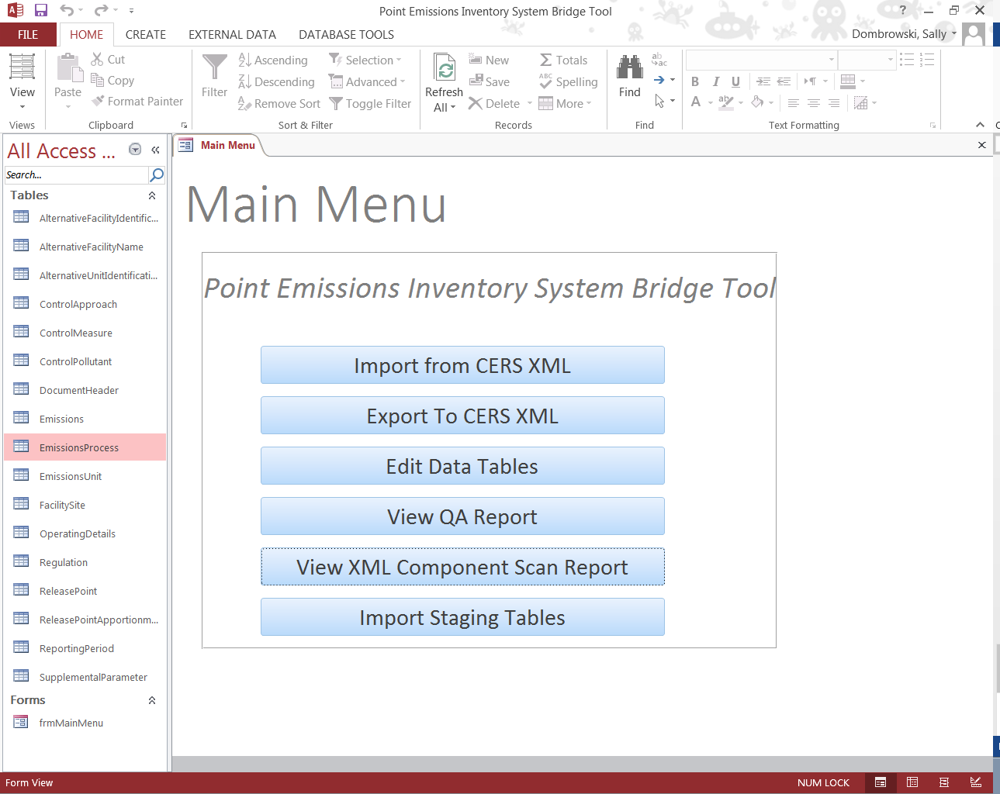 Point Emissions Inventory System Bridge Tool
?
FILE HOME CREATE EXTERNAL DATA DATABASE TOOLS
Dombrowski, Sally
View
Views
Paste
Cut
Copy
Format Painter
Clipboard
Filter
Ascending
Descending
Remove Sort
Selection
Advanced
Toggle Filter
Sort & Filter
Refresh
All
New
Save
Delete
Totals
Spelling
More
Records
Find
Find
B I U
A
Text Formatting
All Access ...
Search...
Tables
AlternativeFacilityIdentific...
AlternativeFacilityName
AlternativeUnitIdentificati...
ControlApproach
ControlMeasure
ControlPollutant
DocumentHeader
Emissions
EmissionsProcess
EmissionsUnit
FacilitySite
OperatingDetails
Regulation
ReleasePoint
ReleasePointApportionm...
ReportingPeriod
SupplementalParameter
Forms
frmMainMenu
Main Menu
Main Menu
Point Emissions Inventory System Bridge Tool
Import from CERS XML
Export To CERS XML
Edit Data Tables
View QA Report
View XML Component Scan Report
Import Staging Tables
Form View
NUM LOCK